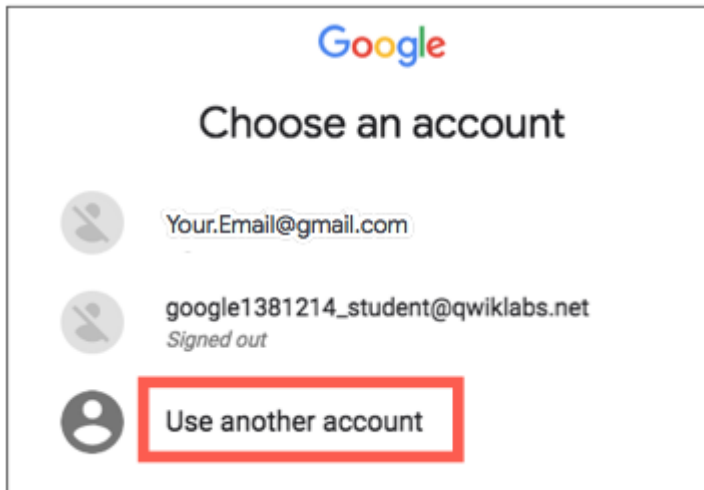 Google
Choose an account
Your.Email@gmail.com
google1381214_student@qwiklabs.net
Signed out
Use another account